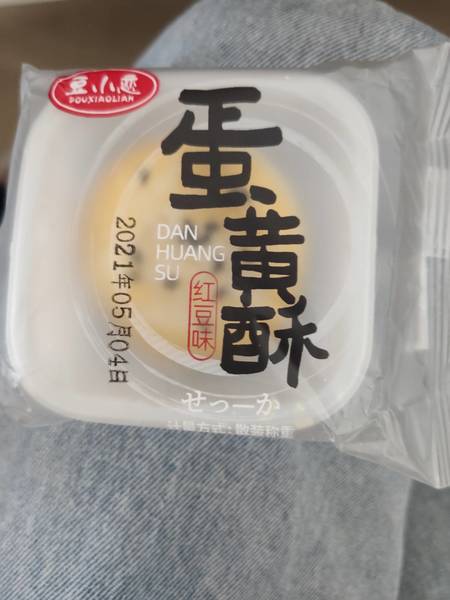 豆小恋
DOUXIAOLIAN
蛋黄酥
DAN
HUANG
SU
红豆味
2021年05月04日
せっーか
计量方式:散装称重